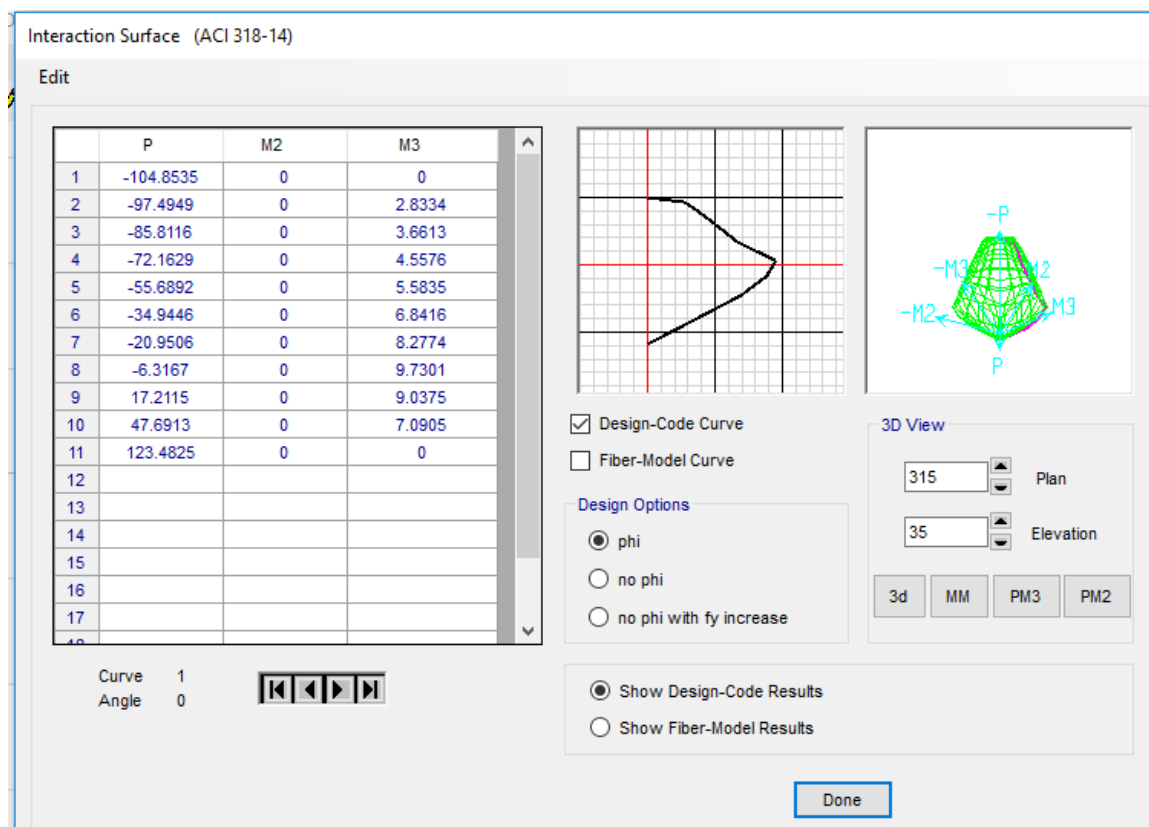 Interaction Surface (ACI 318-14)
Edit
P M2 M3
1 -104.8535 0 0
2 -97.4949 0 2.8334
3 -85.8116 0 3.6613
4 -72.1629 0 4.5576
5 -55.6892 0 5.5835
6 -34.9446 0 6.8416
7 -20.9506 0 8.2774
8 -6.3167 0 9.7301
9 17.2115 0 9.0375
10 47.6913 0 7.0905
11 123.4825 0 0
12
13
14
15
16
17
18
Curve 1
Angle 0
-P
-M3 M2
-M2 M3
P
Design-Code Curve
Fiber-Model Curve
Design Options
phi
no phi
no phi with fy increase
3D View
315 Plan
35 Elevation
3d MM PM3 PM2
Show Design-Code Results
Show Fiber-Model Results
Done